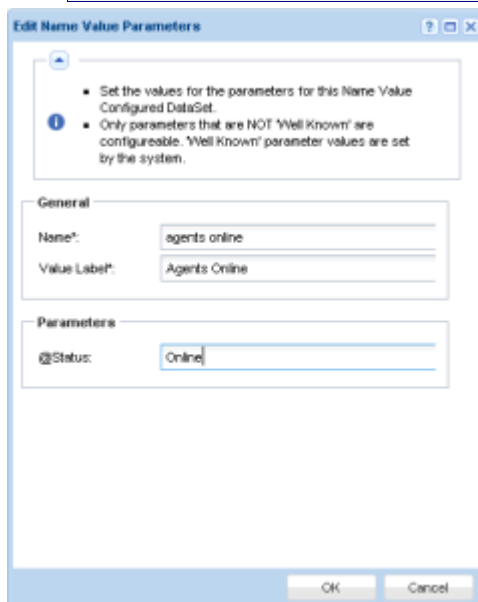 Edit Name Value Parameters
Set the values for the parameters for this Name Value
Configured DataSet.
Only parameters that are NOT 'Well Known' are
configureable. 'Well Known' parameter values are set
by the system.
General
Name*:
agents online
Value Label*:
Agents Online
Parameters
@Status:
Online
OK
Cancel